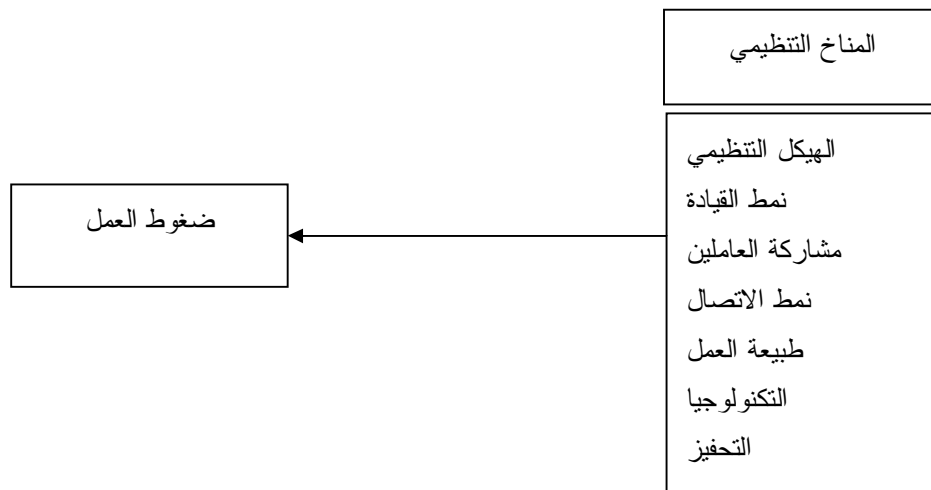 المناخ التنظيمي
الهيكل التنظيمي
نمط القيادة
مشاركة العاملين
نمط الاتصال
طبيعة العمل
التكنولوجيا
التحفيز
ضغوط العمل